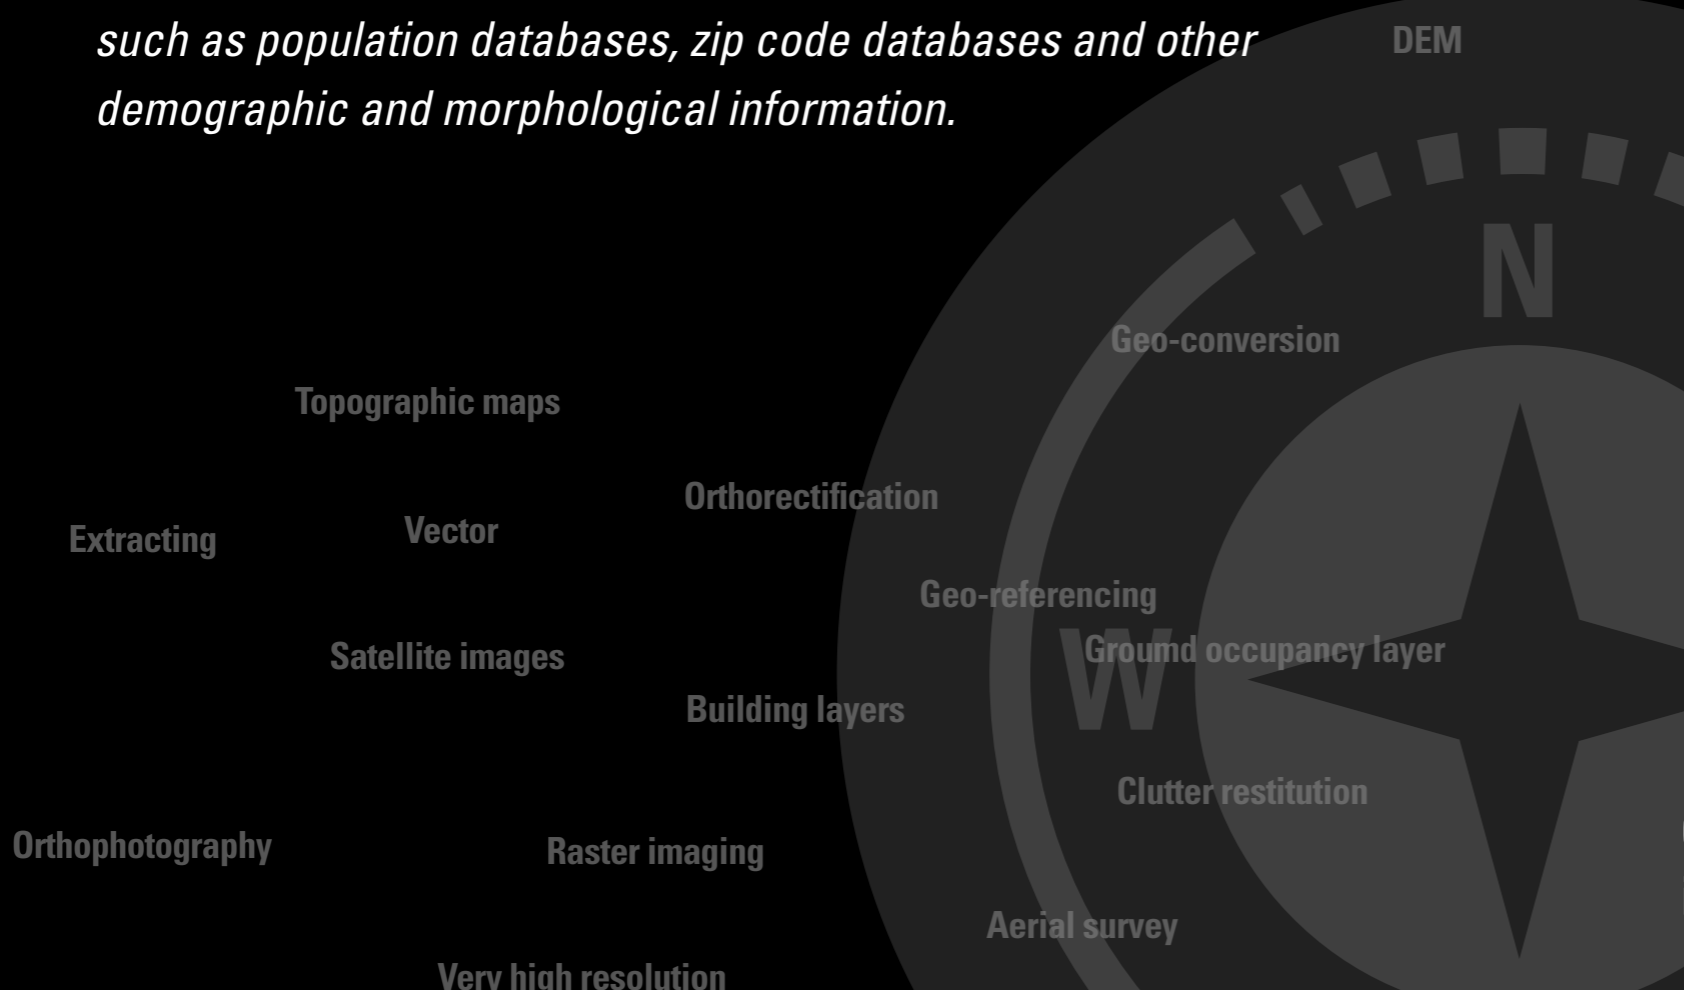 such as population databases, zip code databases and other
DEM
demographic and morphological information.
N
Geo-conversion
Topographic maps
Orthorectification
Vector
Extracting
Geo-referencing
Ground occupancy layer
W
Satellite images
Building layers
Clutter restitution
Orthophotography
Raster imaging
Aerial survey
Very high resolution